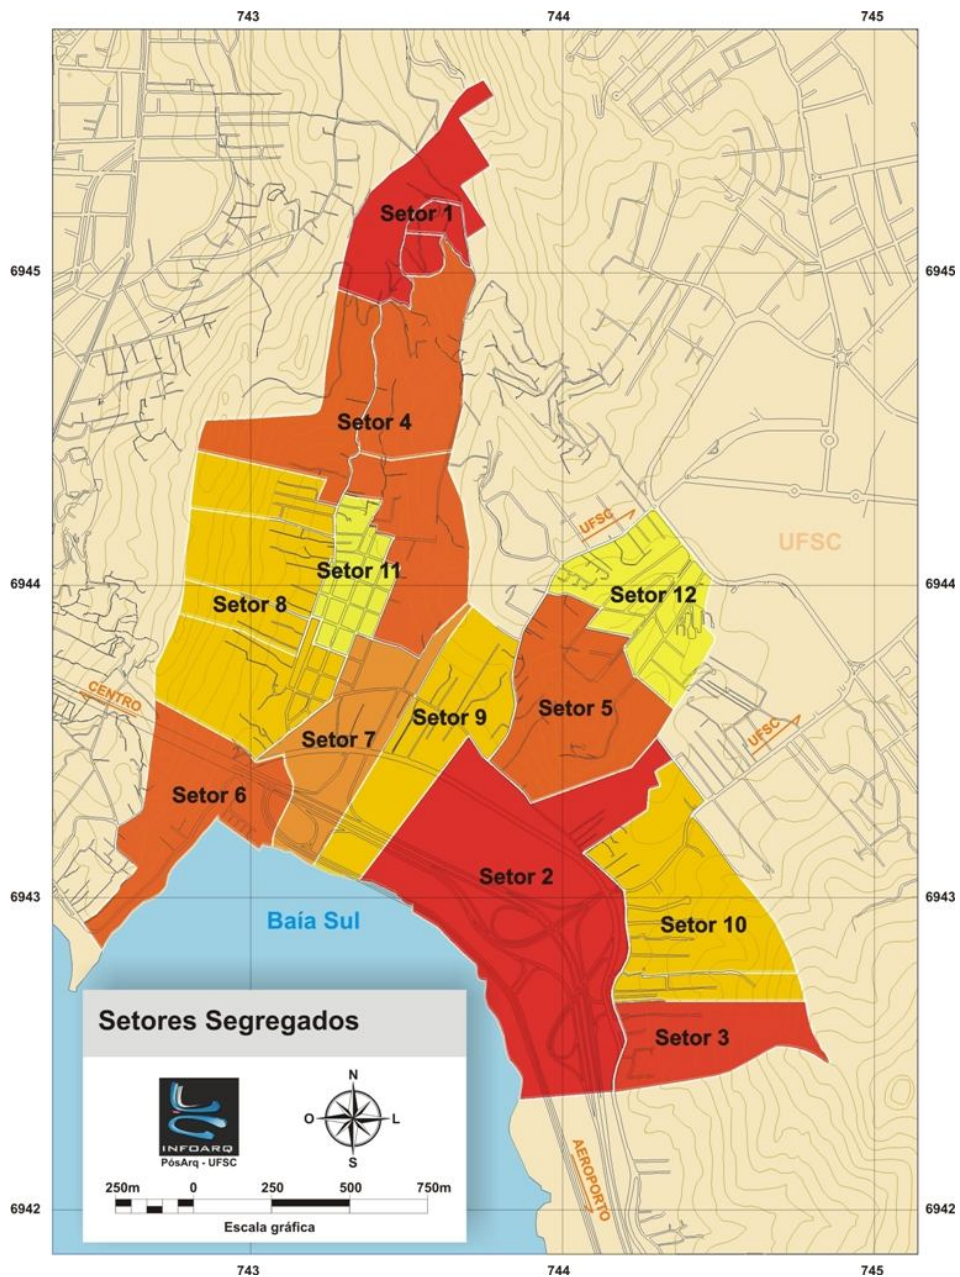 743 744 745
Setor 1
6945 6945
Setor 4
UFSC
UFSC
Setor 11
6944 6944
Setor 12
Setor 8
CENTRO
Setor 5
Setor 9
UFSC
Setor 7
Setor 6
Setor 2
6943 6943
Baía Sul
Setor 10
Setores Segregados
Setor 3
N
O L
S
INFOARQ
PósArq - UFSC
AEROPORTO
250m 0 250 500 750m
Escala gráfica
6942 6942
743 744 745